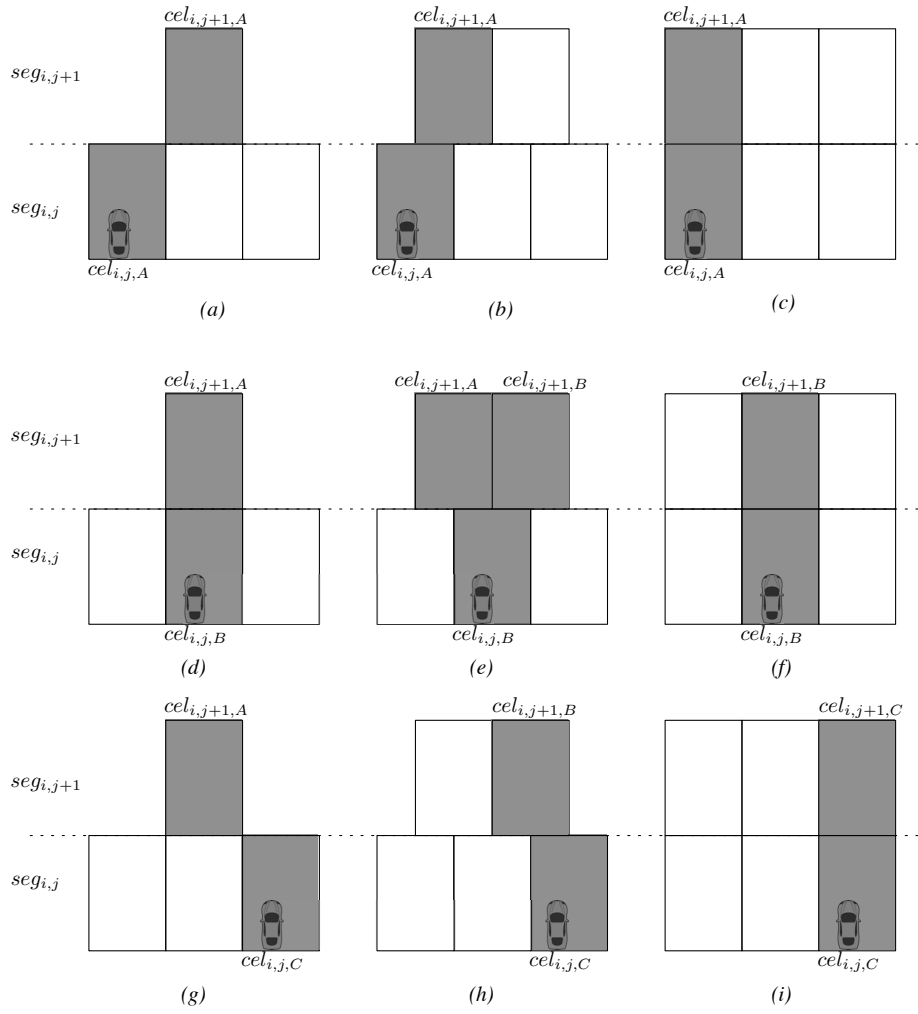 cel_{i,j+1,A} cel_{i,j+1,A} cel_{i,j+1,A}
seg_{i,j+1}
seg_{i,j}
cel_{i,j,A} cel_{i,j,A} cel_{i,j,A}
(a) (b) (c)
cel_{i,j+1,A} cel_{i,j+1,A} cel_{i,j+1,B} cel_{i,j+1,B}
seg_{i,j+1}
seg_{i,j}
cel_{i,j,B} cel_{i,j,B} cel_{i,j,B}
(d) (e) (f)
cel_{i,j+1,A} cel_{i,j+1,B} cel_{i,j+1,C}
seg_{i,j+1}
seg_{i,j}
cel_{i,j,C} cel_{i,j,C} cel_{i,j,C}
(g) (h) (i)